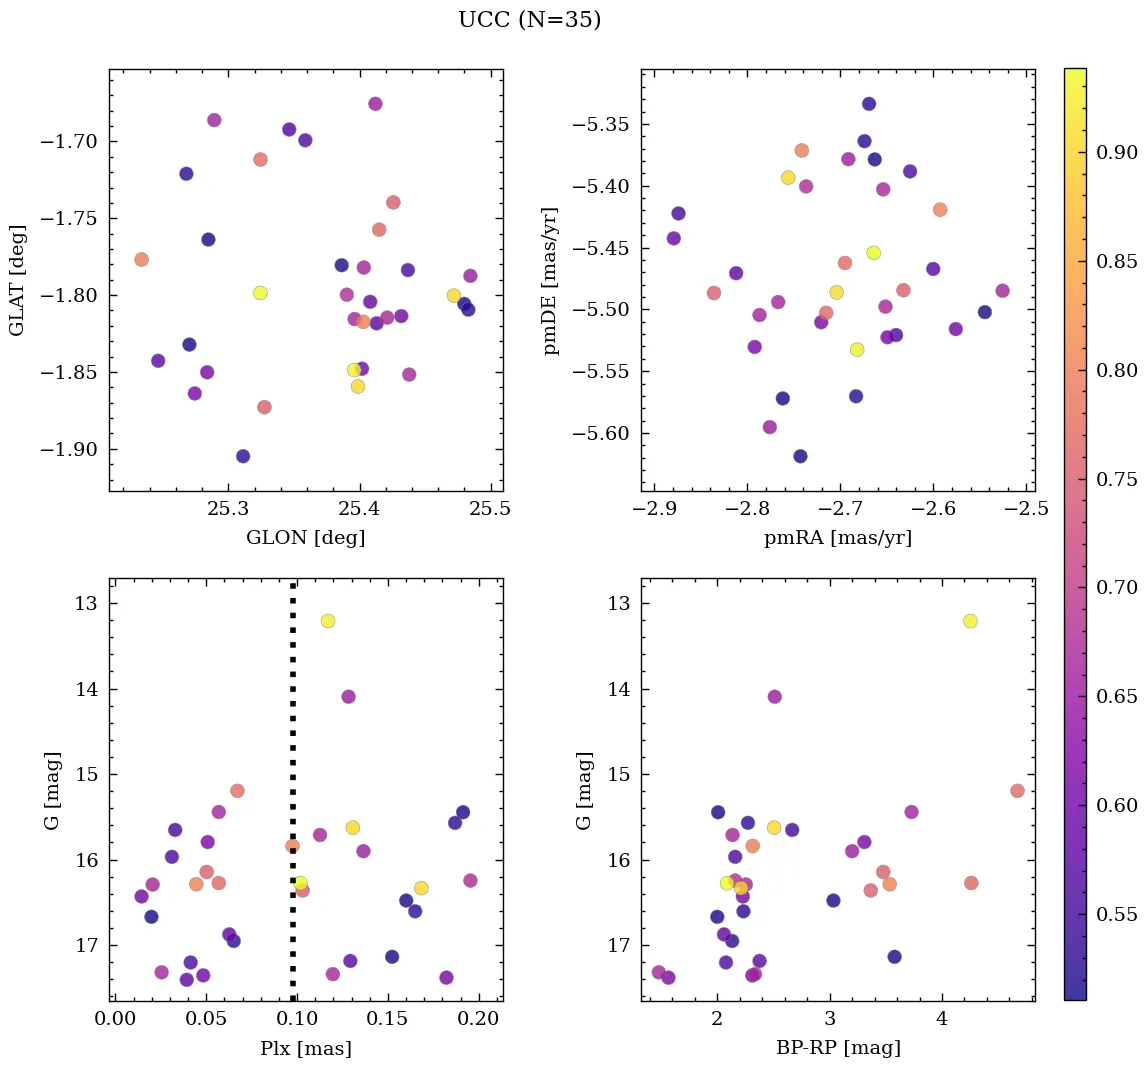 UCC (N=35)
−1.70
−1.75
−1.80
−1.85
−1.90
GLAT [deg]
25.3 25.4 25.5
GLON [deg]
−5.35
−5.40
−5.45
−5.50
−5.55
−5.60
pmDE [mas/yr]
−2.9 −2.8 −2.7 −2.6 −2.5
pmRA [mas/yr]
13
14
15
16
17
G [mag]
0.00 0.05 0.10 0.15 0.20
Plx [mas]
13
14
15
16
17
G [mag]
2 3 4
BP-RP [mag]
0.90
0.85
0.80
0.75
0.70
0.65
0.60
0.55